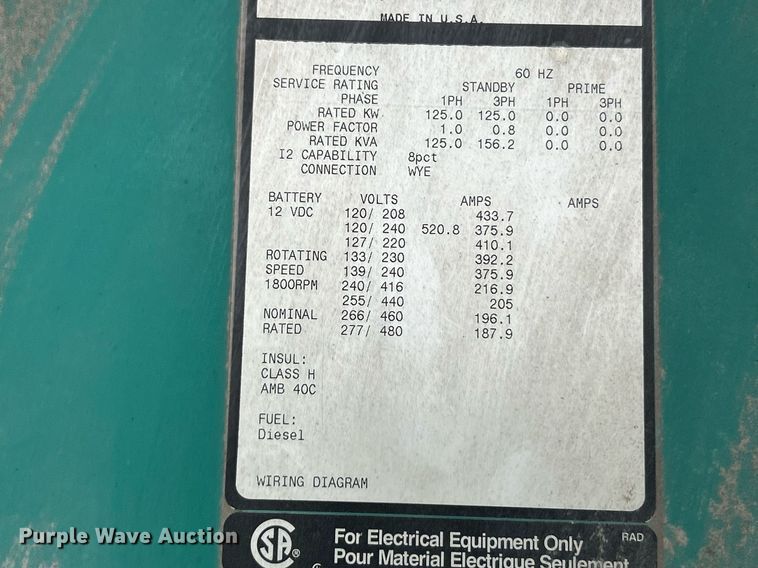 MADE IN U.S.A.
FREQUENCY 60 HZ
SERVICE RATING STANDBY PRIME
PHASE 1PH 3PH 1PH 3PH
RATED KW 125.0 125.0 0.0 0.0
POWER FACTOR 1.0 0.8 0.0 0.0
RATED KVA 125.0 156.2 0.0 0.0
I2 CAPABILITY 8pct
CONNECTION WYE
BATTERY VOLTS AMPS AMPS
12 VDC 120/ 208 433.7
120/ 240 520.8 375.9
127/ 220 410.1
ROTATING 133/ 230 392.2
SPEED 139/ 240 375.9
1800RPM 240/ 416 216.9
255/ 440 205
NOMINAL 266/ 460 196.1
RATED 277/ 480 187.9
INSUL:
CLASS H
AMB 40C
FUEL:
Diesel
WIRING DIAGRAM
Purple Wave Auction
SA® For Electrical Equipment Only RAD
Pour Material Electrique Seulement